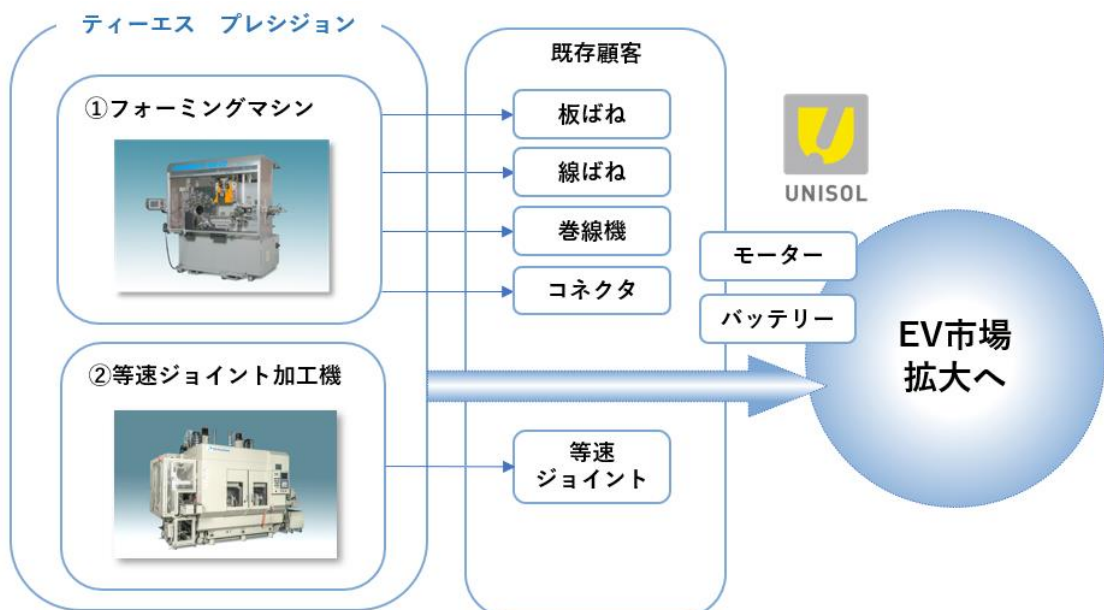 ティーエス　プレシジョン
①フォーミングマシン
②等速ジョイント加工機
既存顧客
板ばね
線ばね
巻線機
コネクタ
等速
ジョイント
UNISOL
モーター
バッテリー
EV市場
拡大へ